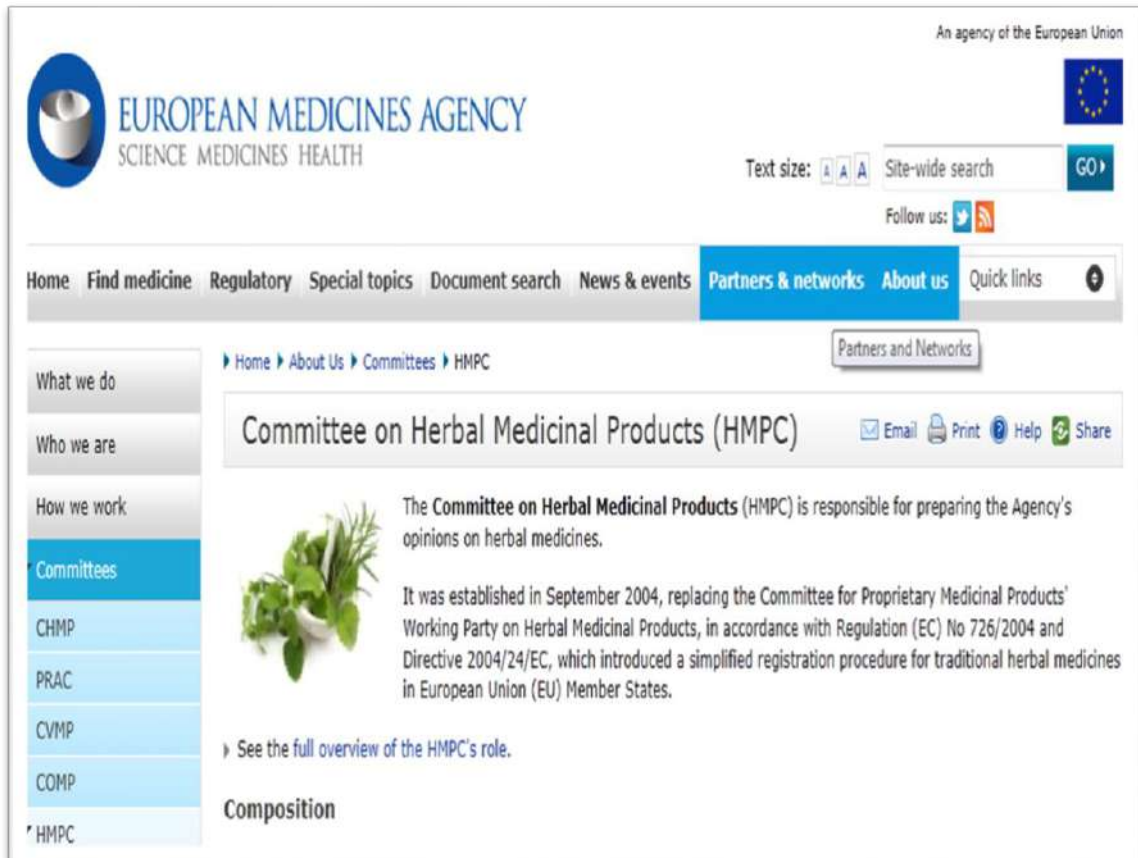 An agency of the European Union
EUROPEAN MEDICINES AGENCY
SCIENCE MEDICINES HEALTH
Text size: A A A Site-wide search GO
Follow us:
Home Find medicine Regulatory Special topics Document search News & events Partners & networks About us Quick links
Partners and Networks
Home About Us Committees HMPC
What we do
Who we are
How we work
Committees
CHMP
PRAC
CVMP
COMP
HMPC
Committee on Herbal Medicinal Products (HMPC) Email Print Help Share
The Committee on Herbal Medicinal Products (HMPC) is responsible for preparing the Agency's
opinions on herbal medicines.
It was established in September 2004, replacing the Committee for Proprietary Medicinal Products'
Working Party on Herbal Medicinal Products, in accordance with Regulation (EC) No 726/2004 and
Directive 2004/24/EC, which introduced a simplified registration procedure for traditional herbal medicines
in European Union (EU) Member States.
See the full overview of the HMPC's role.
Composition